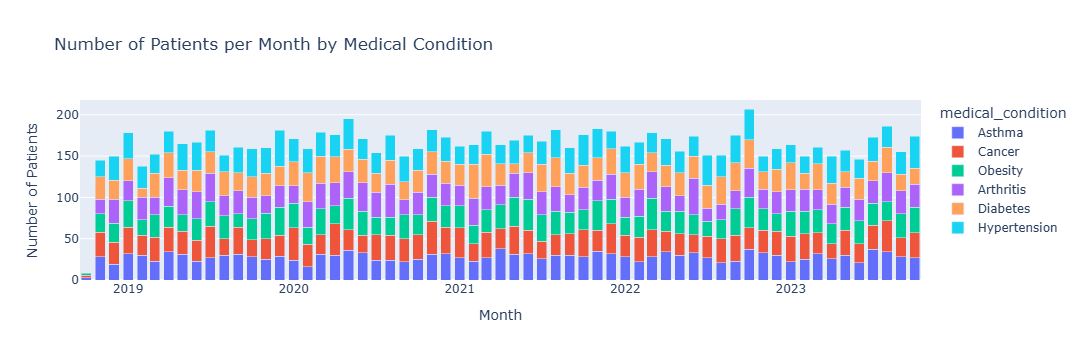 Number of Patients per Month by Medical Condition
Number of Patients
200
150
100
50
0
2019 2020 2021 2022 2023
Month
medical_condition
Asthma
Cancer
Obesity
Arthritis
Diabetes
Hypertension